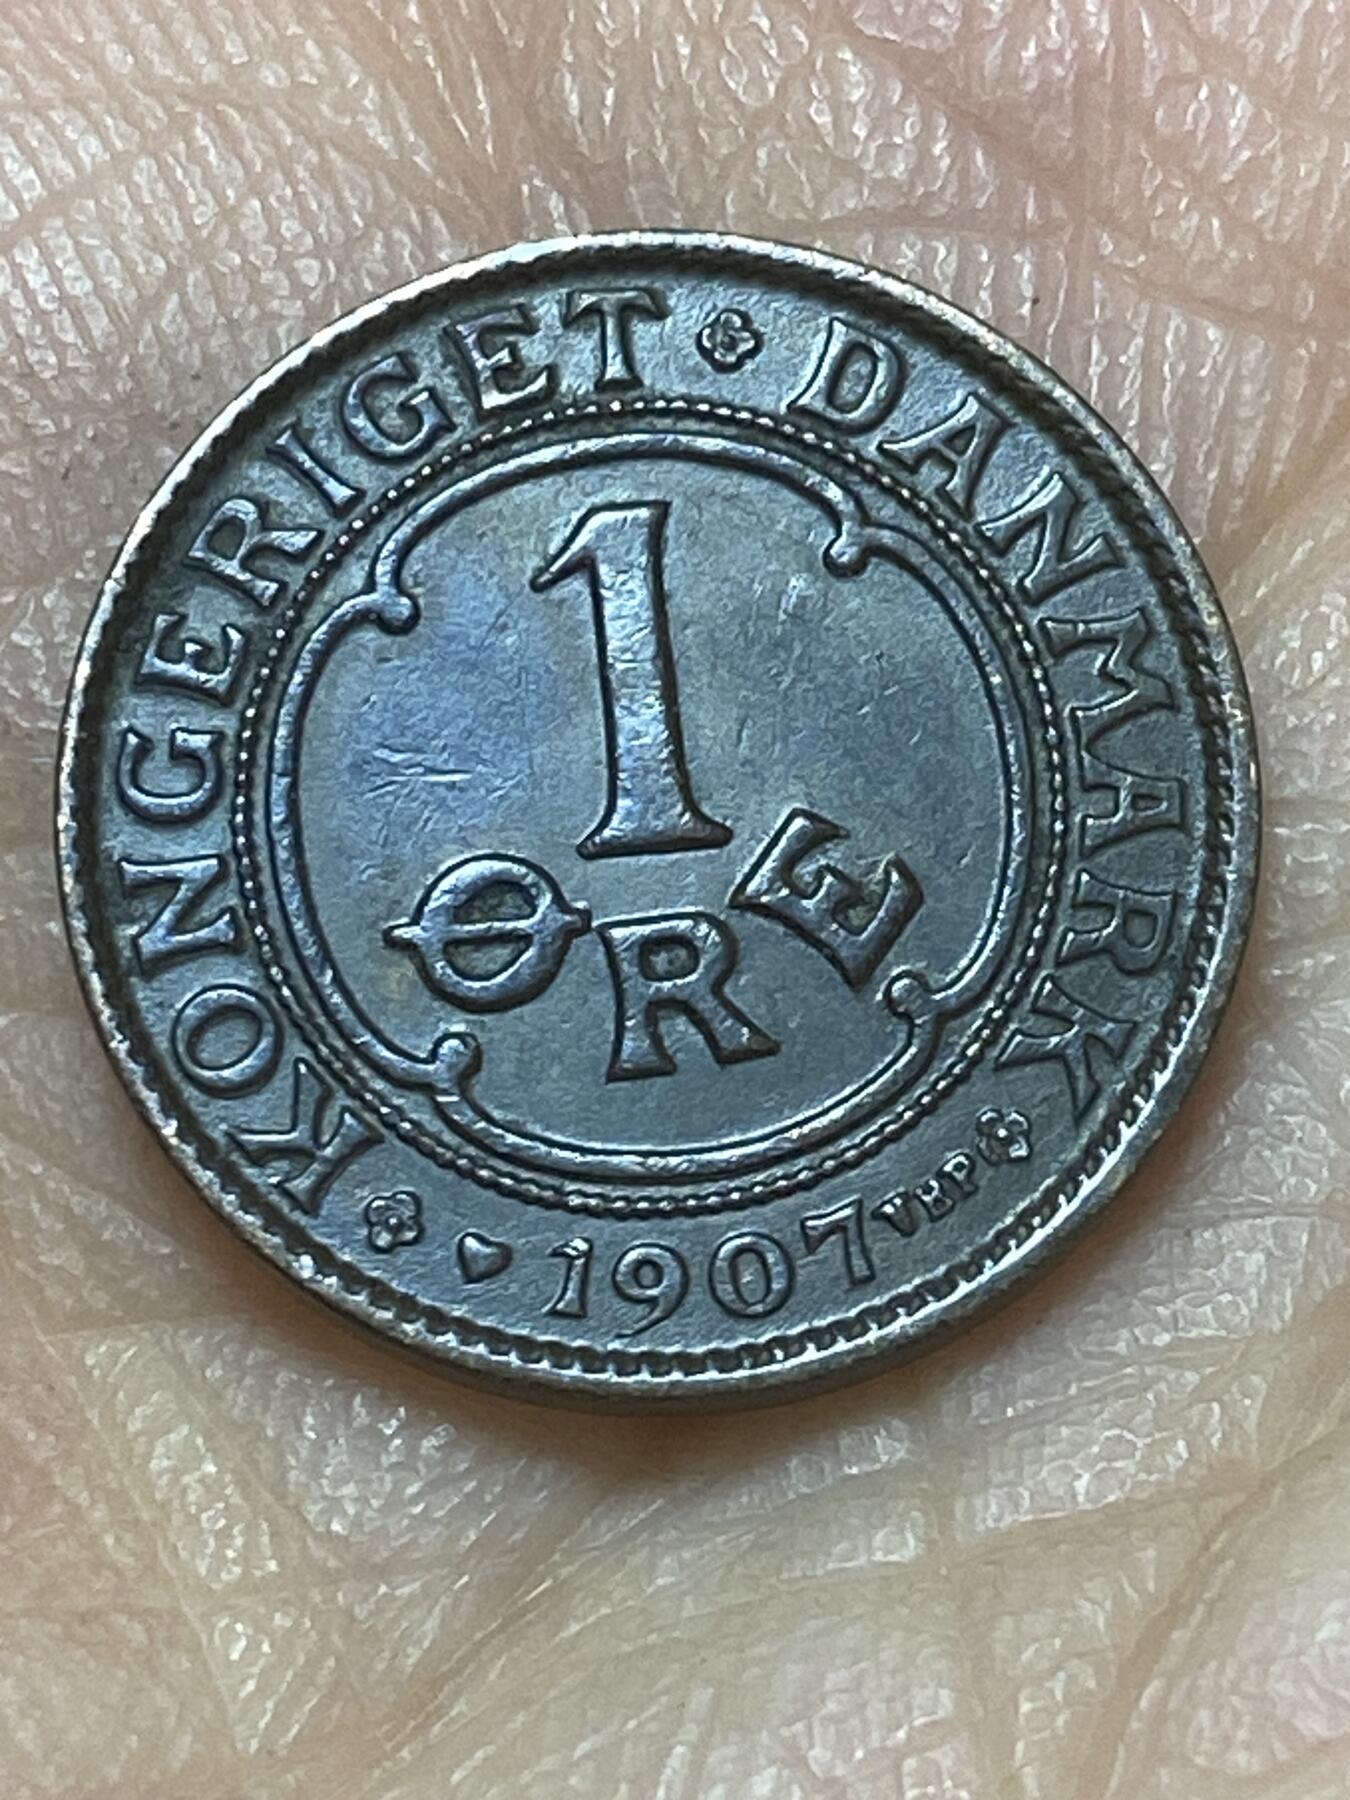 KONGERIGET DANMARK
1
ØRE
1907 VBP